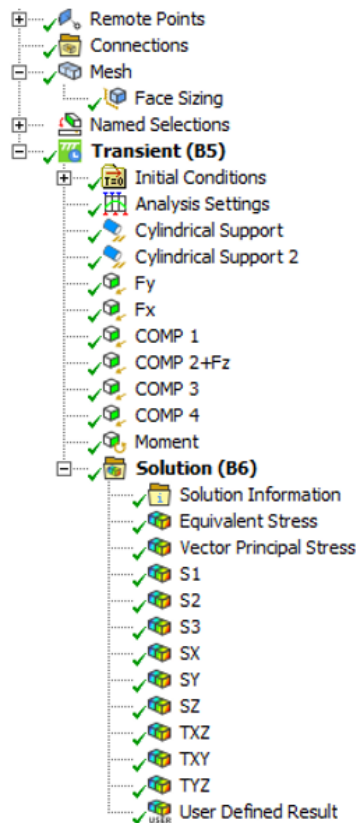 Remote Points
Connections
Mesh
Face Sizing
Named Selections
Transient (B5)
T=0
Initial Conditions
Analysis Settings
Cylindrical Support
Cylindrical Support 2
Fy
Fx
COMP 1
COMP 2+Fz
COMP 3
COMP 4
Moment
Solution (B6)
i
Solution Information
Equivalent Stress
Vector Principal Stress
S1
S2
S3
SX
SY
SZ
TXZ
TXY
TYZ
USER
User Defined Result